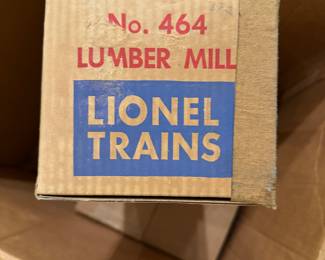 No. 464
LUMBER MILL
LIONEL
TRAINS